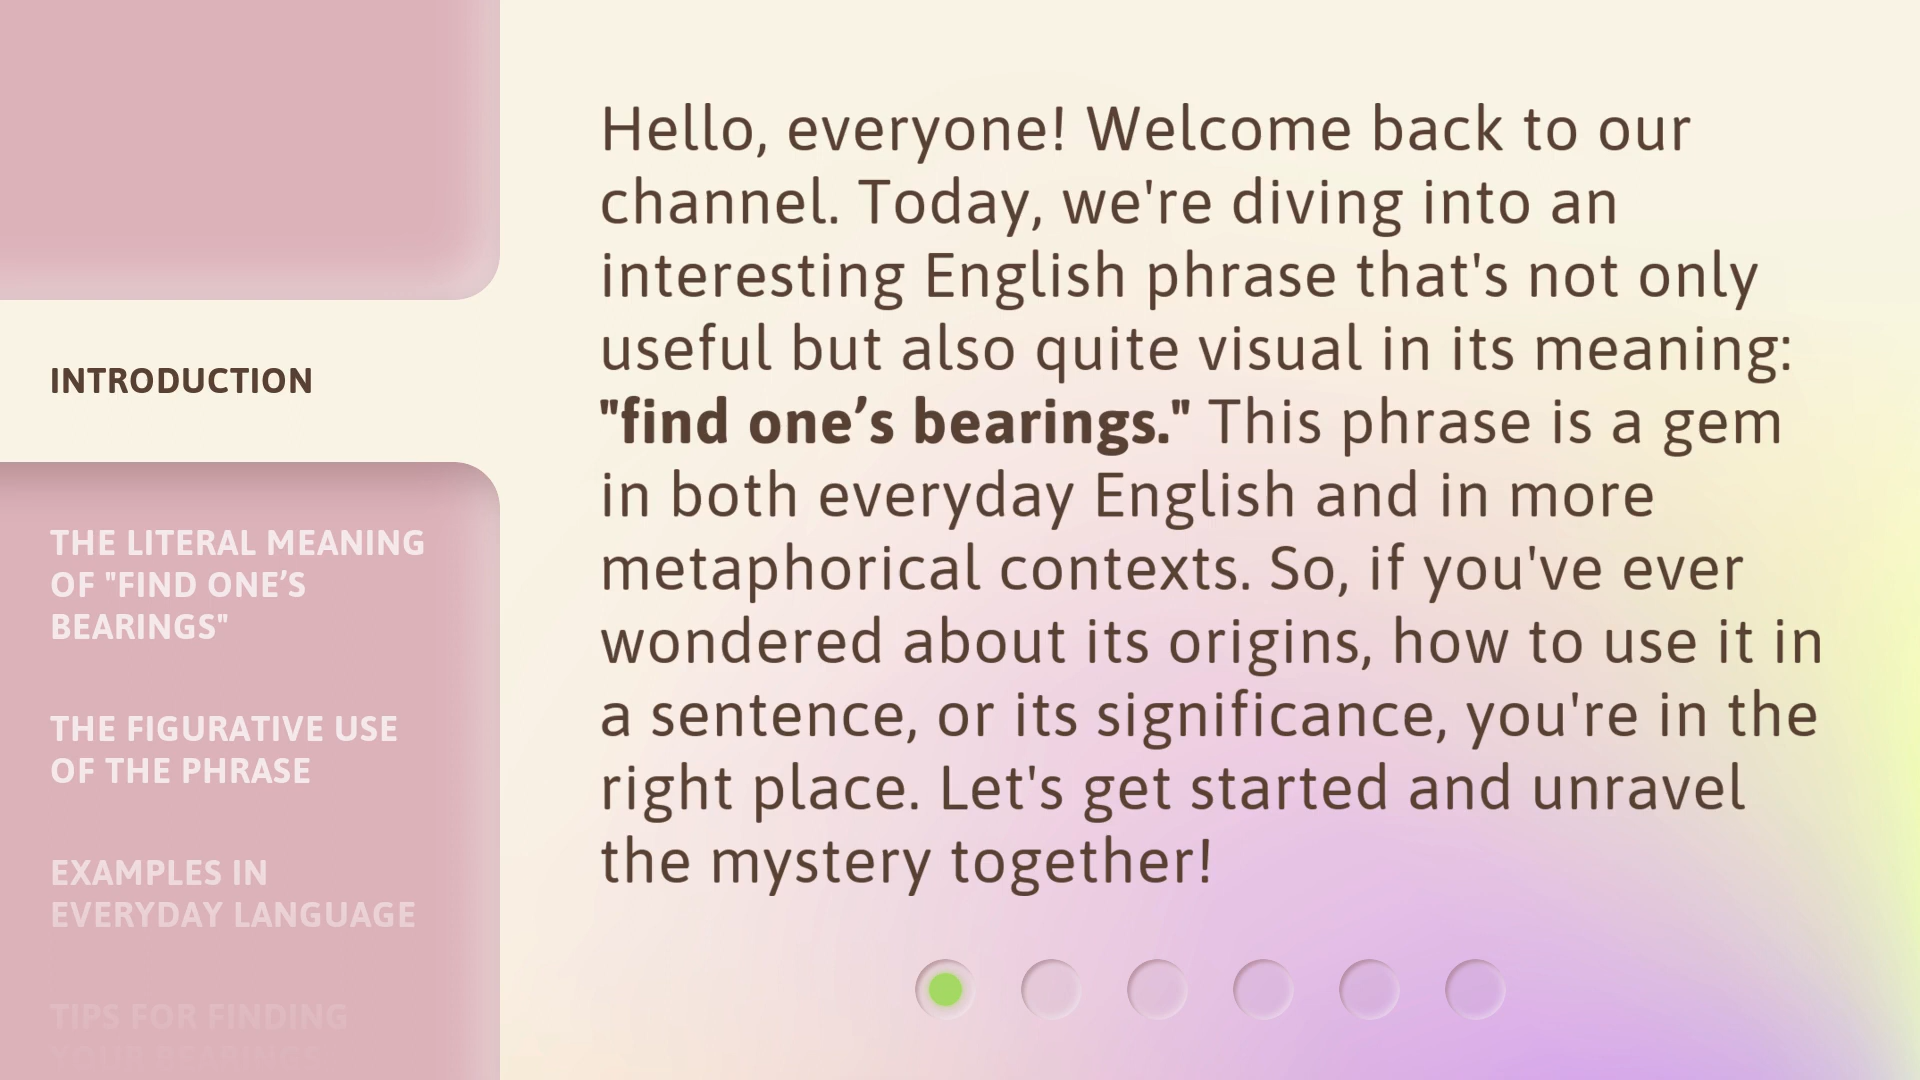 INTRODUCTION
THE LITERAL MEANING
OF "FIND ONE’S
BEARINGS"
THE FIGURATIVE USE
OF THE PHRASE
EXAMPLES IN
EVERYDAY LANGUAGE
TIPS FOR FINDING
YOUR BEARINGS
Hello, everyone! Welcome back to our
channel. Today, we're diving into an
interesting English phrase that's not only
useful but also quite visual in its meaning:
"find one’s bearings." This phrase is a gem
in both everyday English and in more
metaphorical contexts. So, if you've ever
wondered about its origins, how to use it in
a sentence, or its significance, you're in the
right place. Let's get started and unravel
the mystery together!